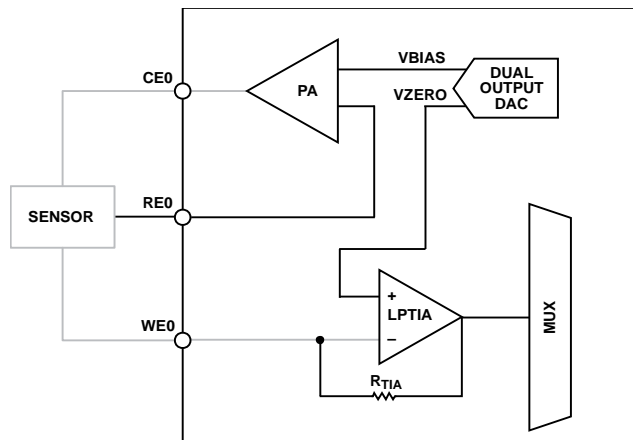 CE0
PA
VBIAS
VZERO
DUAL
OUTPUT
DAC
SENSOR
RE0
WE0
+
LPTIA
–
RTIA
MUX